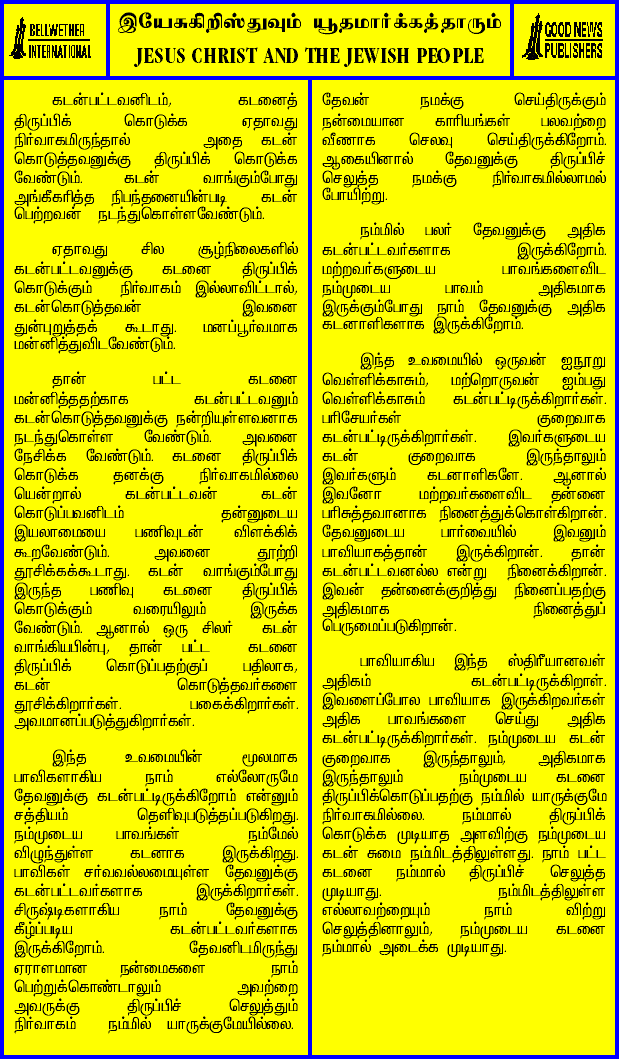 BELLWETHER
INTERNATIONAL
இயேசுகிறிஸ்துவும் யூதமார்க்கத்தாரும்
JESUS CHRIST AND THE JEWISH PEOPLE
GOOD NEWS
PUBLISHERS
கடன்பட்டவனிடம், கடனைத்
திருப்பிக் கொடுக்க ஏதாவது
நிர்வாகமிருந்தால் அதை கடன்
கொடுத்தவனுக்கு திருப்பிக் கொடுக்க
வேண்டும். கடன் வாங்கும்போது
அங்கீகரித்த நிபந்தனையின்படி கடன்
பெற்றவன் நடந்துகொள்ளவேண்டும்.
ஏதாவது சில சூழ்நிலைகளில்
கடன்பட்டவனுக்கு கடனை திருப்பிக்
கொடுக்கும் நிர்வாகம் இல்லாவிட்டால்,
கடன்கொடுத்தவன் இவனை
துன்புறுத்தக் கூடாது. மனப்பூர்வமாக
மன்னித்துவிடவேண்டும்.
தான் பட்ட கடனை
மன்னித்ததற்காக கடன்பட்டவனும்
கடன்கொடுத்தவனுக்கு நன்றியுள்ளவனாக
நடந்துகொள்ள வேண்டும். அவனை
நேசிக்க வேண்டும். கடனை திருப்பிக்
கொடுக்க தனக்கு நிர்வாகமில்லை
யென்றால் கடன்பட்டவன் கடன்
கொடுப்பவனிடம் தன்னுடைய
இயலாமையை பணிவுடன் விளக்கிக்
கூறவேண்டும். அவனை தூற்றி
தூசிக்கக்கூடாது. கடன் வாங்கும்போது
இருந்த பணிவு கடனை திருப்பிக்
கொடுக்கும் வரையிலும் இருக்க
வேண்டும். ஆனால் ஒரு சிலர் கடன்
வாங்கியபின்பு, தான் பட்ட கடனை
திருப்பிக் கொடுப்பதற்குப் பதிலாக,
கடன் கொடுத்தவர்களை
தூசிக்கிறார்கள். பகைக்கிறார்கள்.
அவமானப்படுத்துகிறார்கள்.
இந்த உவமையின் மூலமாக
பாவிகளாகிய நாம் எல்லோருமே
தேவனுக்கு கடன்பட்டிருக்கிறோம் என்னும்
சத்தியம் தெளிவுபடுத்தப்படுகிறது.
நம்முடைய பாவங்கள் நம்மேல்
விழுந்துள்ள கடனாக இருக்கிறது.
பாவிகள் சர்வவல்லமையுள்ள தேவனுக்கு
கடன்பட்டவர்களாக இருக்கிறார்கள்.
சிருஷ்டிகளாகிய நாம் தேவனுக்கு
கீழ்ப்படிய கடன்பட்டவர்களாக
இருக்கிறோம். தேவனிடமிருந்து
ஏராளமான நன்மைகளை நாம்
பெற்றுக்கொண்டாலும் அவற்றை
அவருக்கு திருப்பிச் செலுத்தும்
நிர்வாகம் நம்மில் யாருக்குமேயில்லை.
தேவன் நமக்கு செய்திருக்கும்
நன்மையான காரியங்கள் பலவற்றை
வீணாக செலவு செய்திருக்கிறோம்.
ஆகையினால் தேவனுக்கு திருப்பிச்
செலுத்த நமக்கு நிர்வாகமில்லாமல்
போயிற்று.
நம்மில் பலர் தேவனுக்கு அதிக
கடன்பட்டவர்களாக இருக்கிறோம்.
மற்றவர்களுடைய பாவங்களைவிட
நம்முடைய பாவம் அதிகமாக
இருக்கும்போது நாம் தேவனுக்கு அதிக
கடனாளிகளாக இருக்கிறோம்.
இந்த உவமையில் ஒருவன் ஐநூறு
வெள்ளிக்காசும், மற்றொருவன் ஐம்பது
வெள்ளிக்காசும் கடன்பட்டிருக்கிறார்கள்.
பரிசேயர்கள் குறைவாக
கடன்பட்டிருக்கிறார்கள். இவர்களுடைய
கடன் குறைவாக இருந்தாலும்
இவர்களும் கடனாளிகளே. ஆனால்
இவனோ மற்றவர்களைவிட தன்னை
பரிசுத்தவானாக நினைத்துக்கொள்கிறான்.
தேவனுடைய பார்வையில் இவனும்
பாவியாகத்தான் இருக்கிறான். தான்
கடன்பட்டவனல்ல என்று நினைக்கிறான்.
இவன் தன்னைக்குறித்து நினைப்பதற்கு
அதிகமாக நினைத்துப்
பெருமைப்படுகிறான்.
பாவியாகிய இந்த ஸ்திரீயானவள்
அதிகம் கடன்பட்டிருக்கிறாள்.
இவளைப்போல பாவியாக இருக்கிறவர்கள்
அதிக பாவங்களை செய்து அதிக
கடன்பட்டிருக்கிறார்கள். நம்முடைய கடன்
குறைவாக இருந்தாலும், அதிகமாக
இருந்தாலும் நம்முடைய கடனை
திருப்பிக்கொடுப்பதற்கு நம்மில் யாருக்குமே
நிர்வாகமில்லை. நம்மால் திருப்பிக்
கொடுக்க முடியாத அளவிற்கு நம்முடைய
கடன் சுமை நம்மிடத்திலுள்ளது. நாம் பட்ட
கடனை நம்மால் திருப்பிச் செலுத்த
முடியாது. நம்மிடத்திலுள்ள
எல்லாவற்றையும் நாம் விற்று
செலுத்தினாலும், நம்முடைய கடனை
நம்மால் அடைக்க முடியாது.